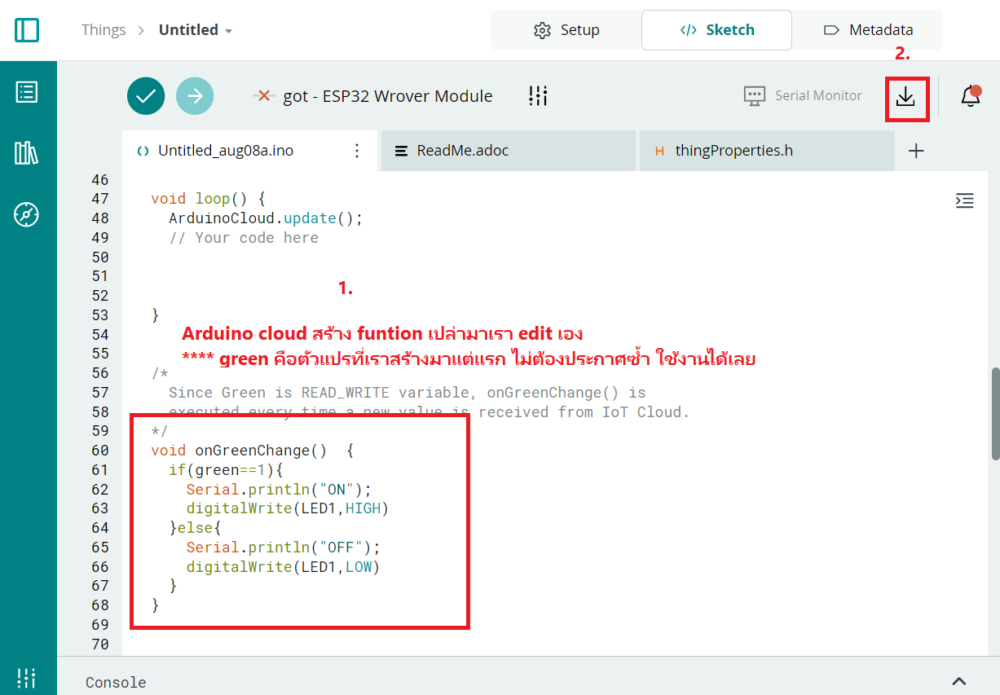 Things > Untitled
Setup
</> Sketch
Metadata
2.
got - ESP32 Wrover Module
Serial Monitor
Untitled_aug08a.ino
ReadMe.adoc
H thingProperties.h
46
47 void loop() {
48 ArduinoCloud.update();
49 // Your code here
50
51
1.
52
53 }
54 Arduino cloud สร้าง funtion เปล่ามาเรา edit เอง
55 **** green คือตัวแปรที่เราสร้างมาแต่แรก ไม่ต้องประกาศซ้ำ ใช้งานได้เลย
56 /*
57 Since Green is READ_WRITE variable, onGreenChange() is
58 executed every time a new value is received from IoT Cloud.
59 */
60 void onGreenChange()  {
61 if(green==1){
62 Serial.println("ON");
63 digitalWrite(LED1,HIGH)
64 }else{
65 Serial.println("OFF");
66 digitalWrite(LED1,LOW)
67 }
68 }
69
70
Console